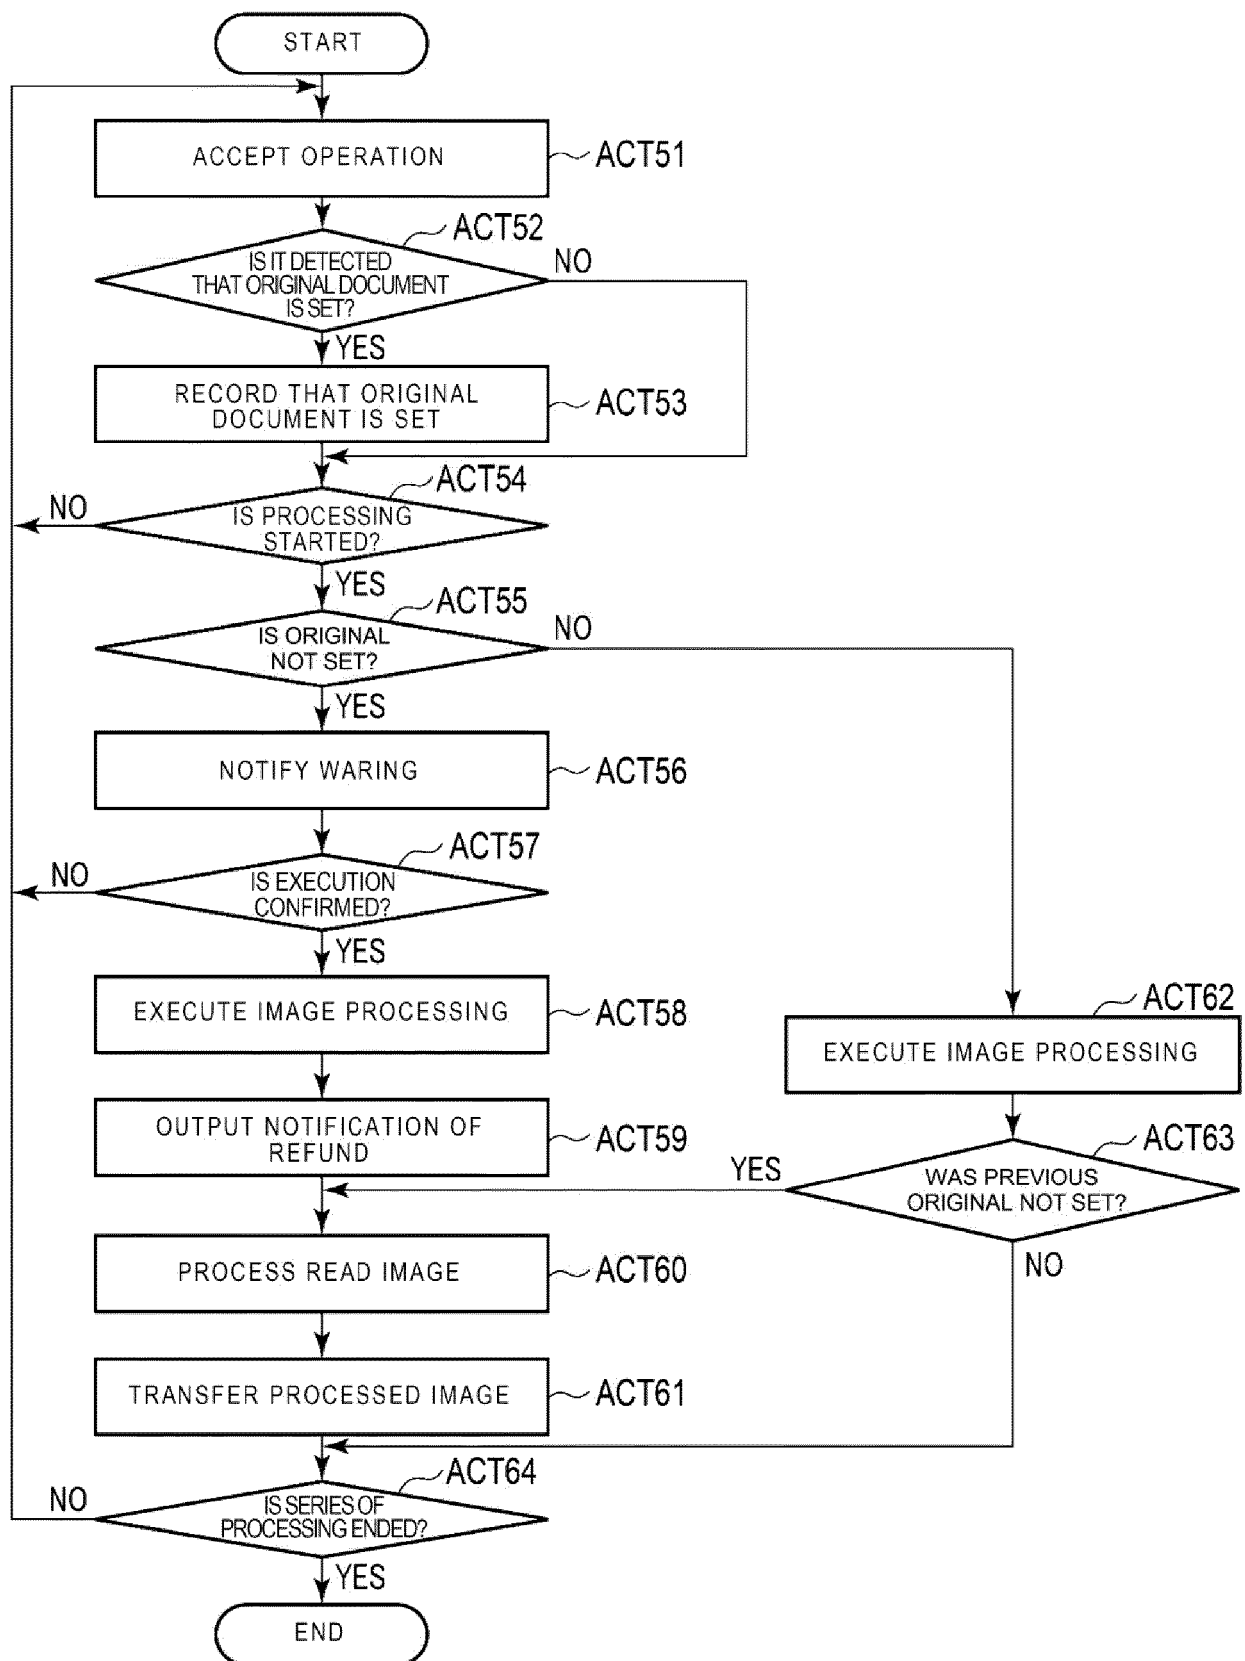 START
ACCEPT OPERATION
ACT51
ACT52
IS IT DETECTED
THAT ORIGINAL DOCUMENT
IS SET?
NO
YES
RECORD THAT ORIGINAL
DOCUMENT IS SET
ACT53
ACT54
NO
IS PROCESSING
STARTED?
YES
ACT55
IS ORIGINAL
NOT SET?
NO
YES
NOTIFY WARING
ACT56
ACT57
NO
IS EXECUTION
CONFIRMED?
YES
EXECUTE IMAGE PROCESSING
ACT58
ACT62
EXECUTE IMAGE PROCESSING
OUTPUT NOTIFICATION OF
REFUND
ACT59
ACT63
YES
WAS PREVIOUS
ORIGINAL NOT SET?
NO
PROCESS READ IMAGE
ACT60
TRANSFER PROCESSED IMAGE
ACT61
ACT64
NO
IS SERIES OF
PROCESSING ENDED?
YES
END